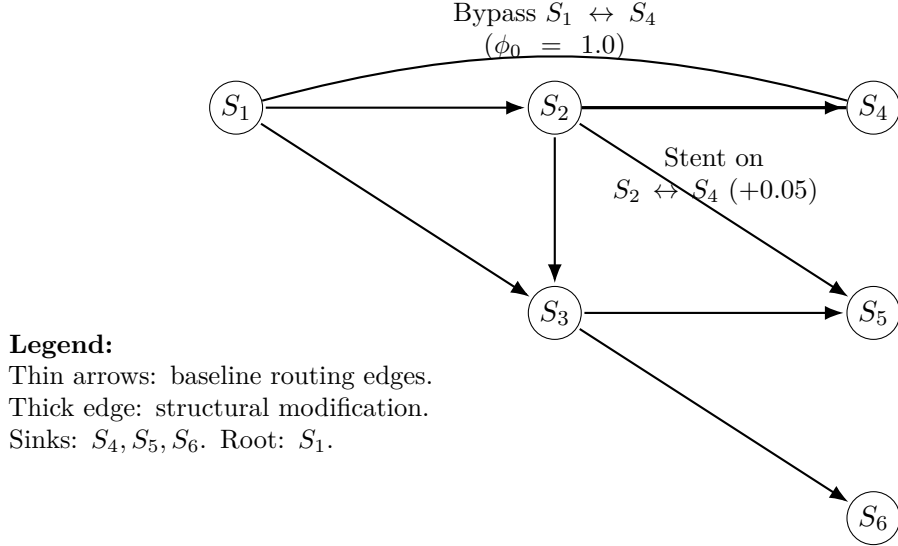 Bypass S₁ ↔ S₄
(ϕ₀ = 1.0)
S₁
S₂
S₄
Stent on
S₂ ↔ S₄ (+0.05)
S₃
S₅
Legend:
Thin arrows: baseline routing edges.
Thick edge: structural modification.
Sinks: S₄, S₅, S₆. Root: S₁.
S₆